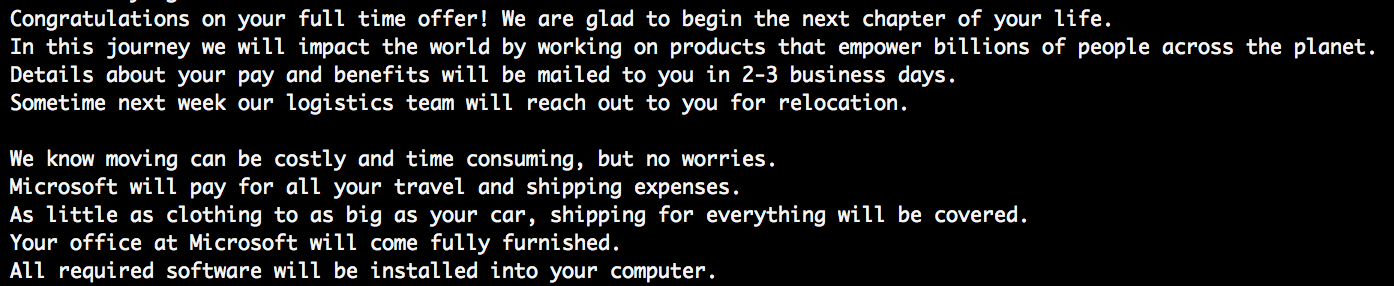 Congratulations on your full time offer! We are glad to begin the next chapter of your life.
In this journey we will impact the world by working on products that empower billions of people across the planet.
Details about your pay and benefits will be mailed to you in 2-3 business days.
Sometime next week our logistics team will reach out to you for relocation.
We know moving can be costly and time consuming, but no worries.
Microsoft will pay for all your travel and shipping expenses.
As little as clothing to as big as your car, shipping for everything will be covered.
Your office at Microsoft will come fully furnished.
All required software will be installed into your computer.